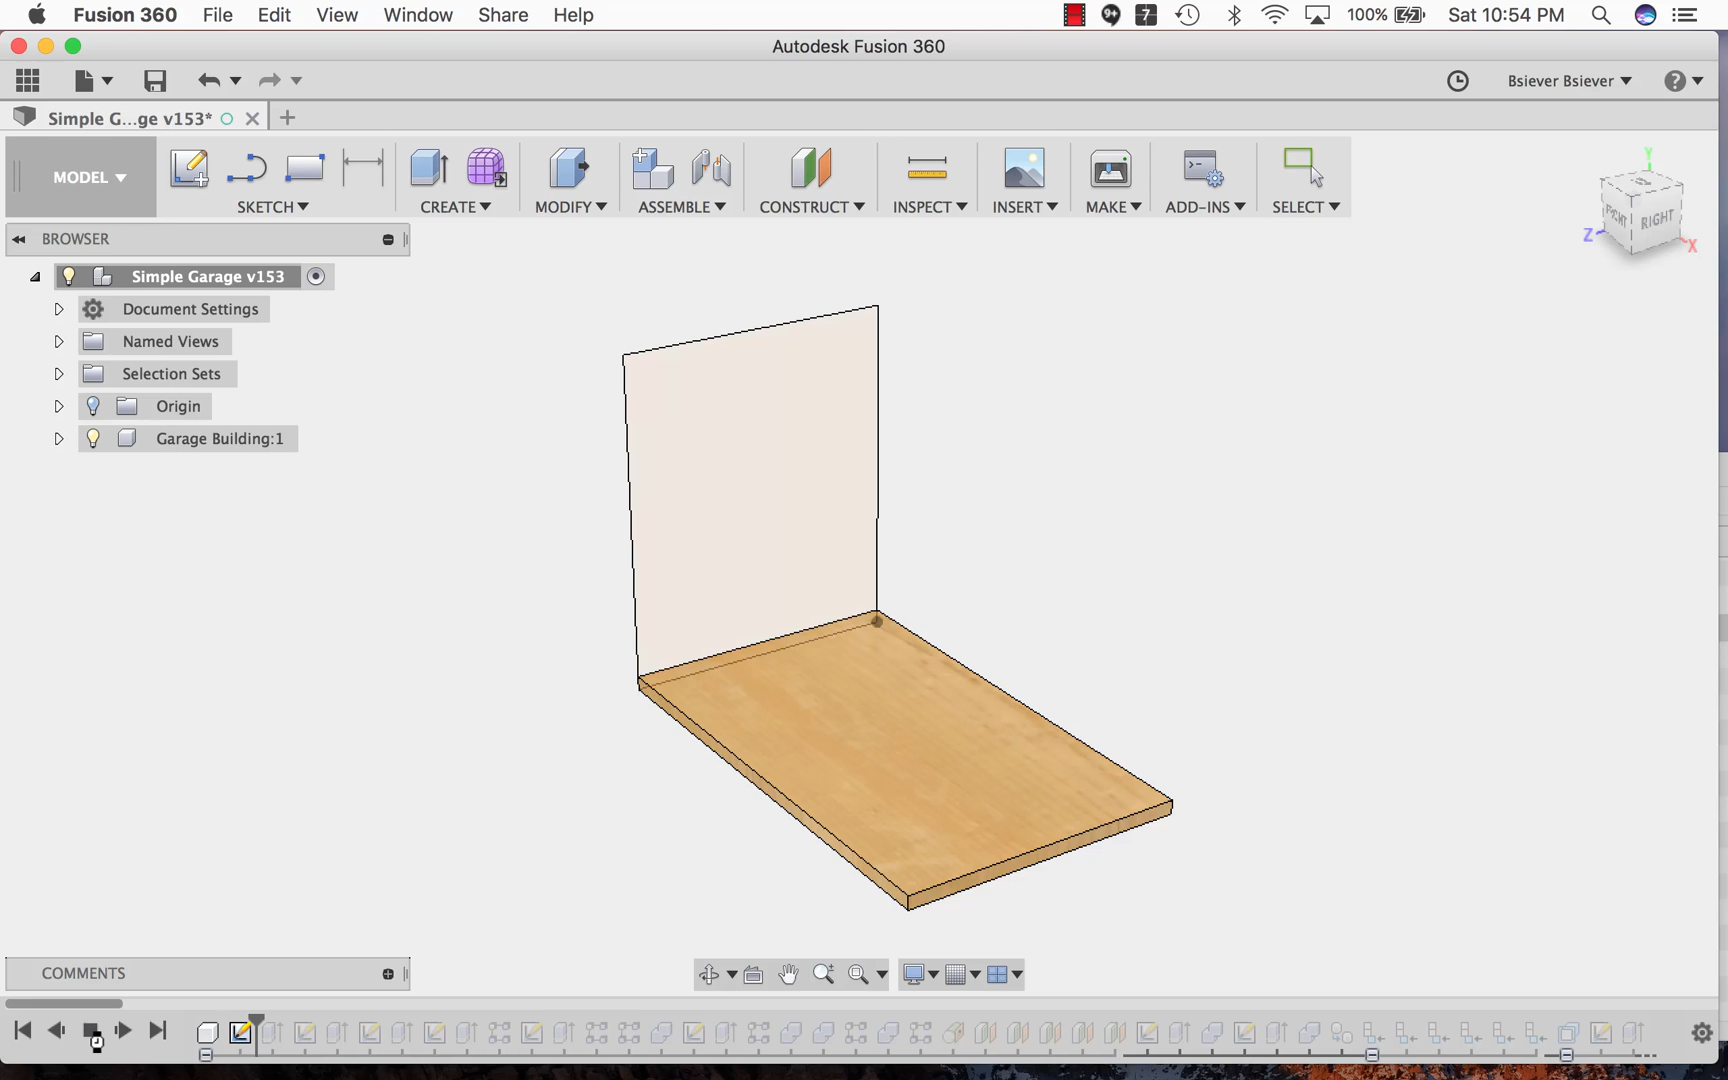 Fusion 360 File Edit View Window Share Help 9+ 7 100% Sat 10:54 PM
Autodesk Fusion 360
Bsiever Bsiever
Simple G...ge v153*
MODEL SKETCH CREATE MODIFY ASSEMBLE CONSTRUCT INSPECT INSERT MAKE ADD-INS SELECT
Y
FRONT RIGHT
Z X
BROWSER
Simple Garage v153
Document Settings
Named Views
Selection Sets
Origin
Garage Building:1
COMMENTS